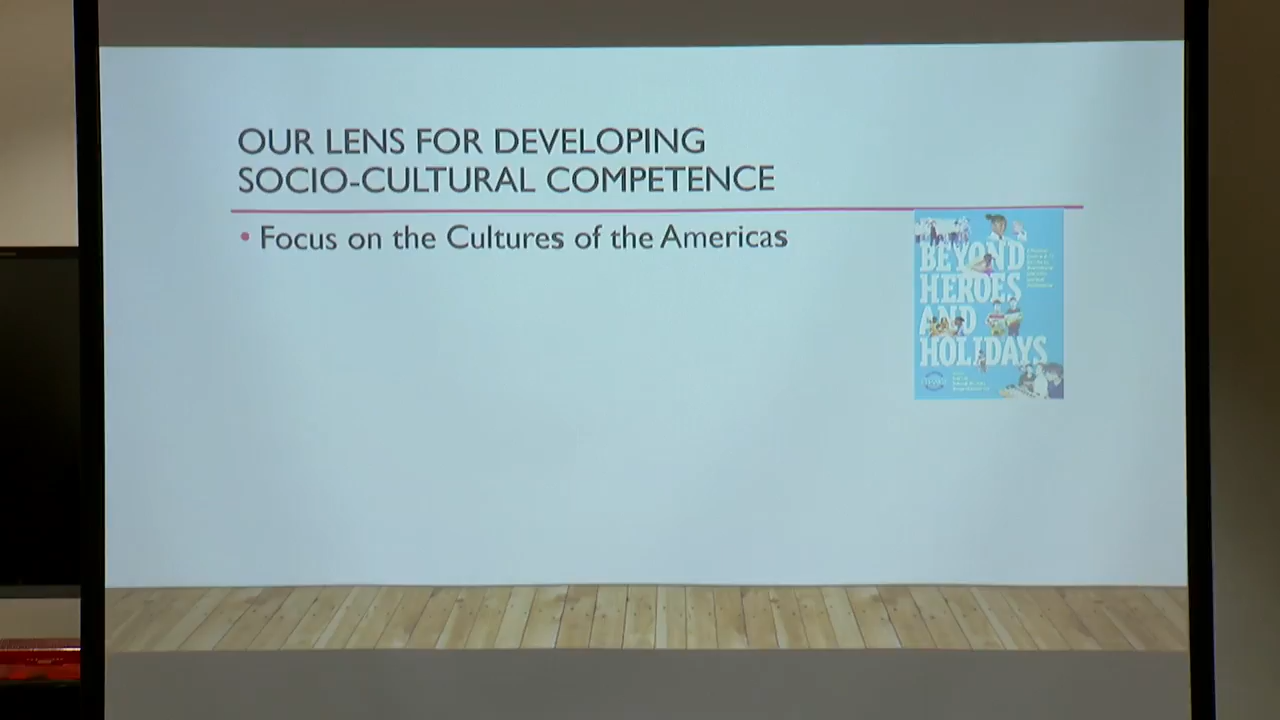 OUR LENS FOR DEVELOPING
SOCIO-CULTURAL COMPETENCE
• Focus on the Cultures of the Americas
BEYOND
HEROES
AND
HOLIDAYS